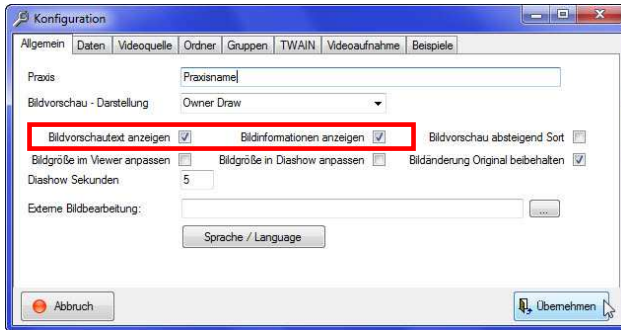 Konfiguration
Allgemein Daten Videoquelle Ordner Gruppen TWAIN Videoaufnahme Beispiele
Praxis Praxisname
Bildvorschau - Darstellung Owner Draw
Bildvorschautext anzeigen Bildinformationen anzeigen Bildvorschau absteigend Sort
Bildgröße im Viewer anpassen Bildgröße in Diashow anpassen Bildänderung Original beibehalten
Diashow Sekunden 5
Externe Bildbearbeitung: ...
Sprache / Language
Abbruch Übernehmen